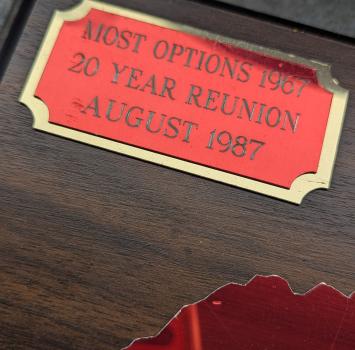 MOST OPTIONS 1967
20 YEAR REUNION
AUGUST 1987